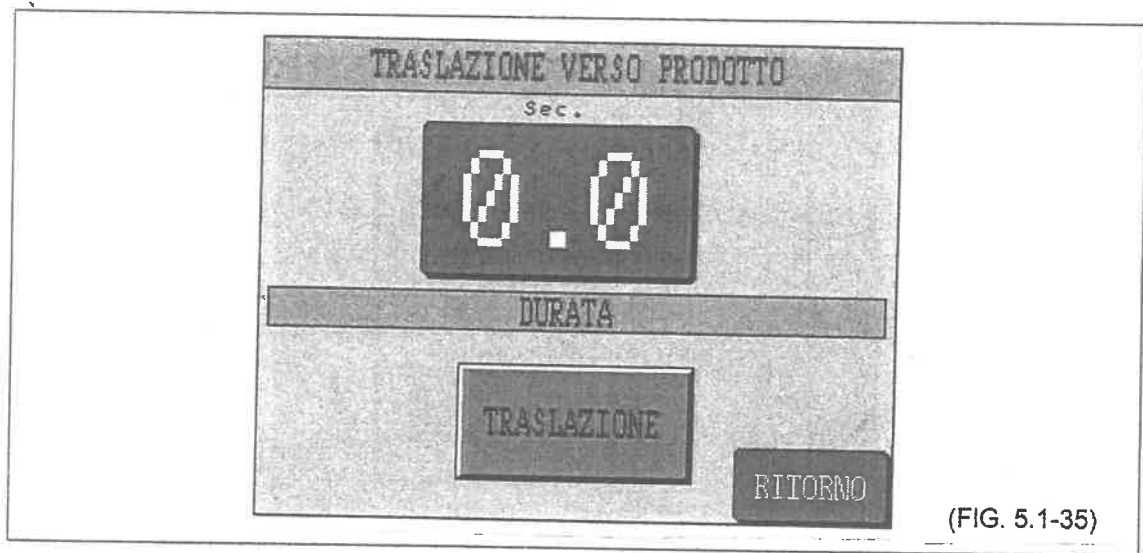 TRASLAZIONE VERSO PRODOTTO
Sec.
0.0
DURATA
TRASLAZIONE
RITORNO
(FIG. 5.1-35)